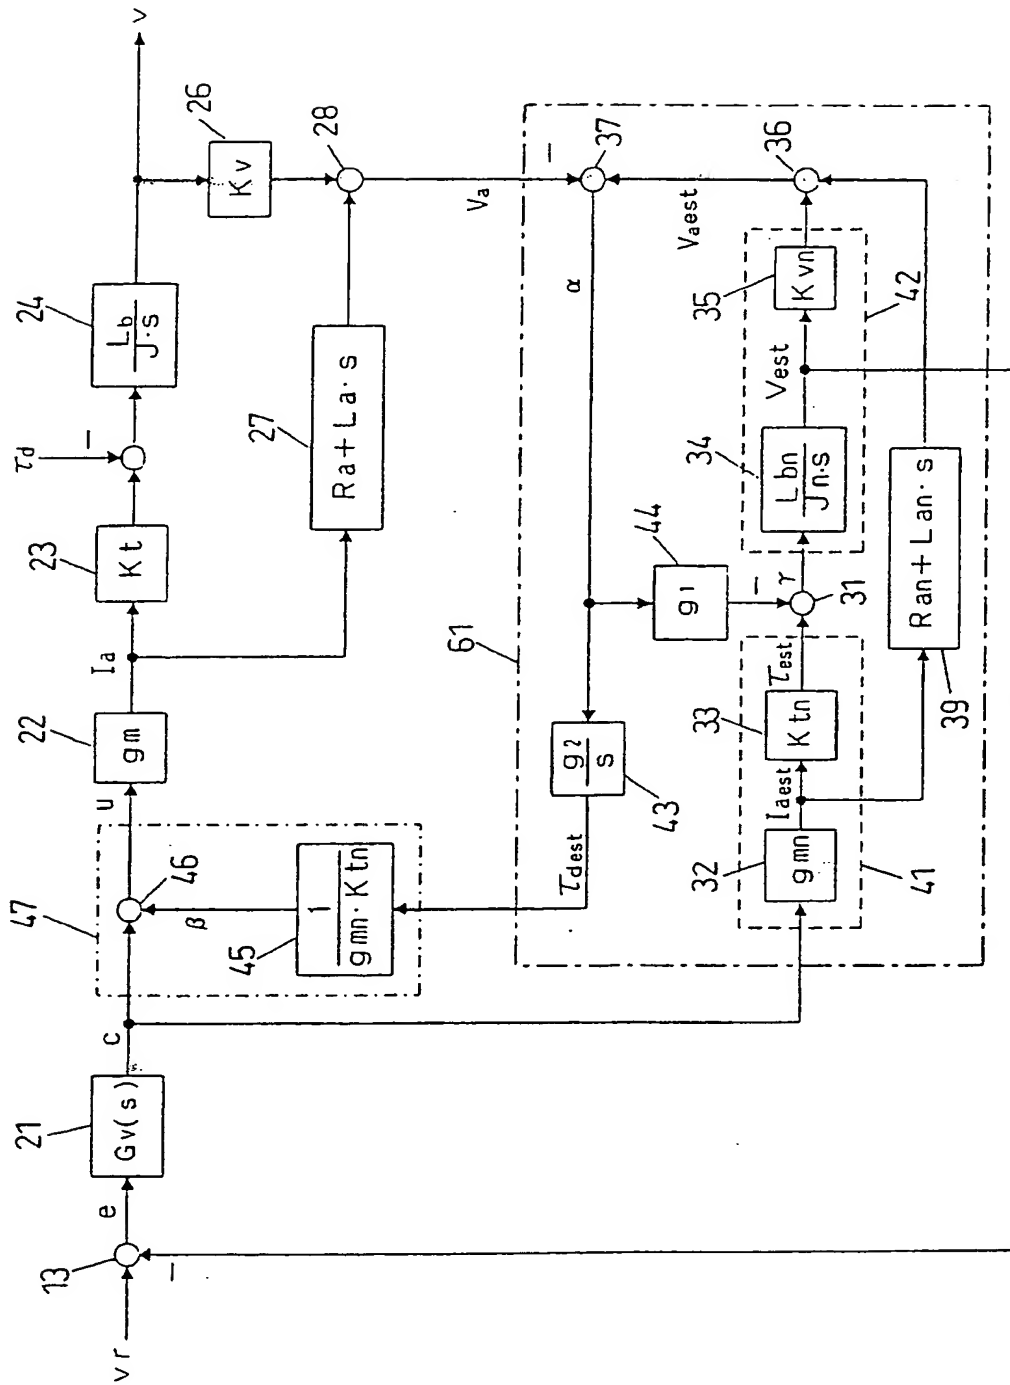 vr
13
e
21
Gv(s)
c
47
46
β
45
1
gmn·Ktn
u
22
gm
Ia
23
Kt
τd
24
Lb
J·s
v
26
Kv
28
27
Ra+La·s
Va
61
37
α
g2
s
43
τdest
44
g1
32
gmn
Iaest
33
Ktn
41
τest
31
γ
34
Lbn
Jn·s
Vest
35
Kvn
42
36
Vaest
Ran+Lan·s
39